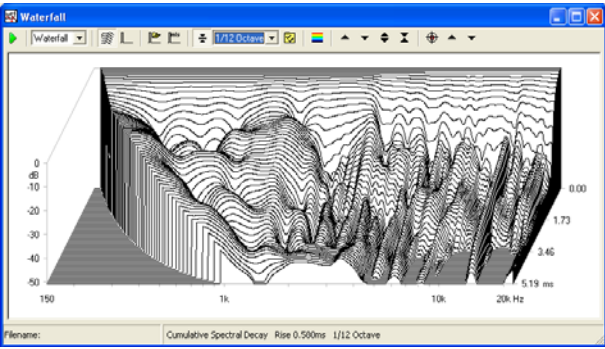 Waterfall
Waterfall
1/12 Octave
0
dB
-10
-20
-30
-40
-50
0.00
1.73
3.46
5.19 ms
150
1k
10k
20k Hz
Filename:
Cumulative Spectral Decay Rise 0.580ms 1/12 Octave